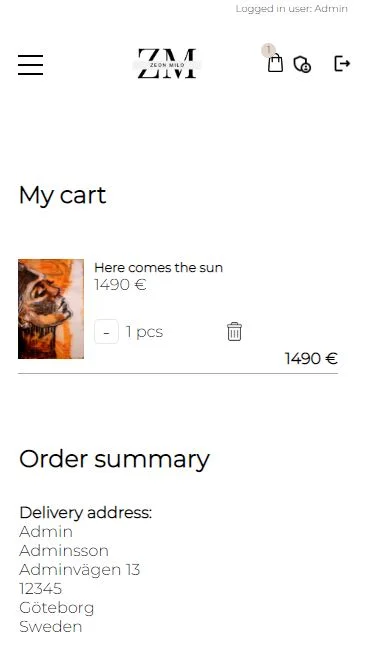 Logged in user: Admin
1
ZM
ZEON MILO
My cart
Here comes the sun
1490 €
- 1 pcs
1490 €
Order summary
Delivery address:
Admin
Adminsson
Adminvägen 13
12345
Göteborg
Sweden